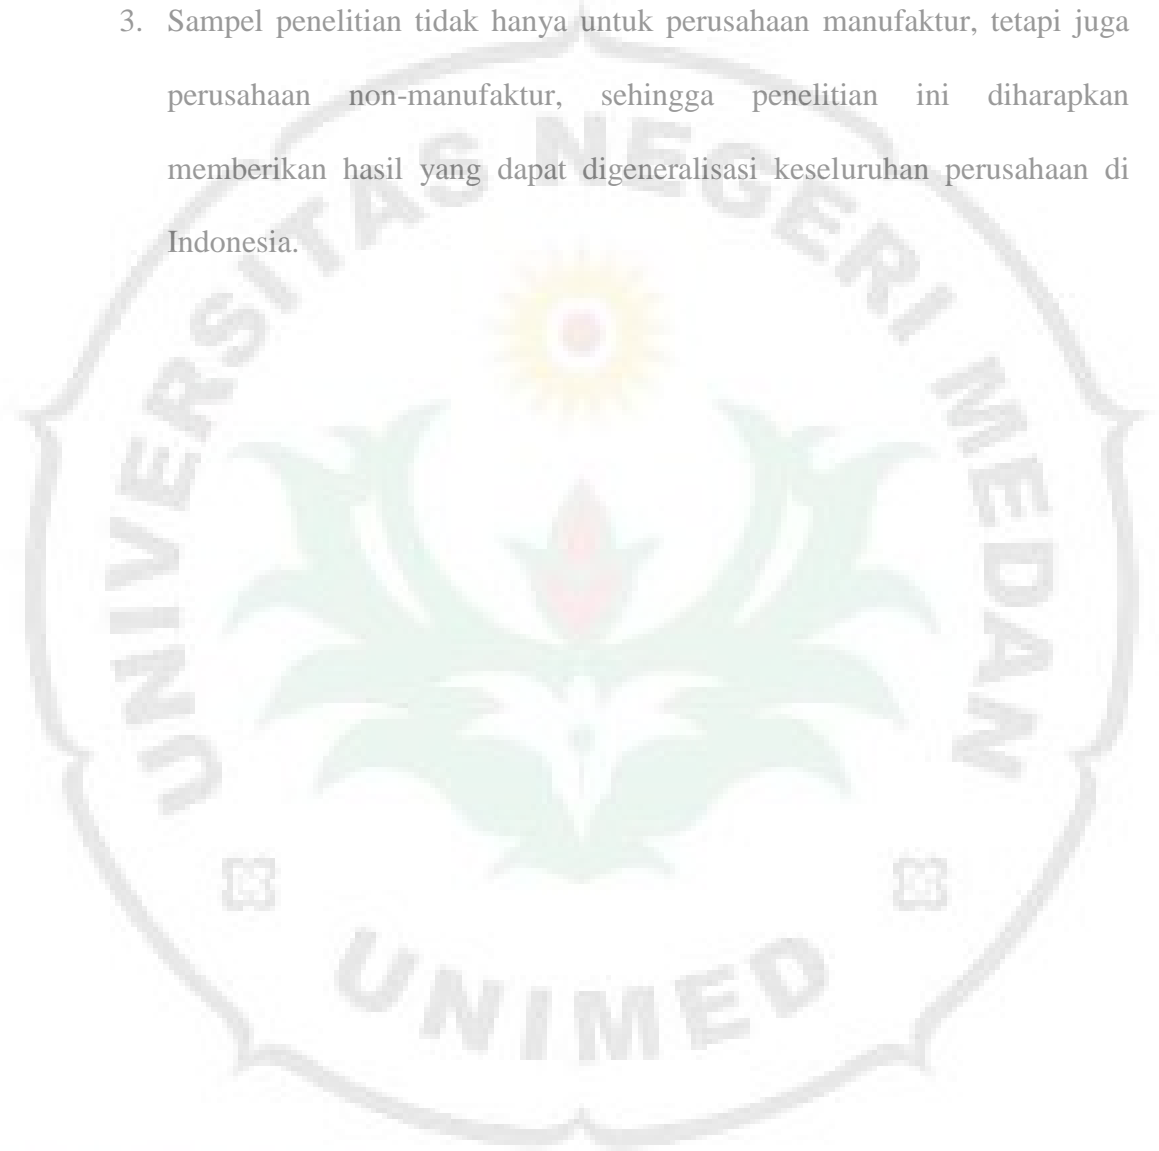 3. Sampel penelitian tidak hanya untuk perusahaan manufaktur, tetapi juga
perusahaan non-manufaktur, sehingga penelitian ini diharapkan
memberikan hasil yang dapat digeneralisasi keseluruhan perusahaan di
Indonesia.
UNIVERSITAS NEGERI MEDAN
UNIMED